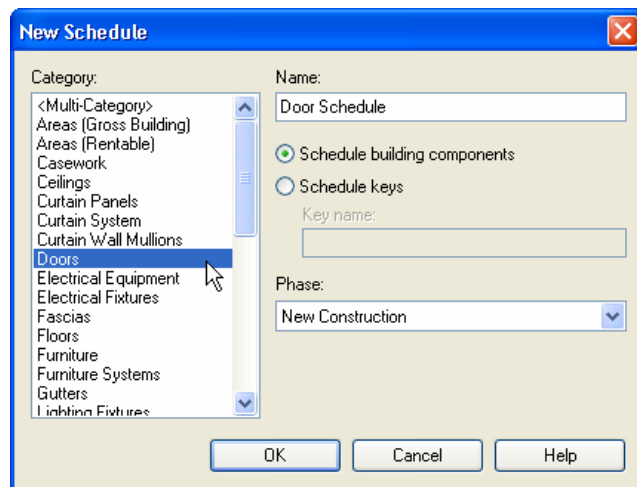 New Schedule
Category:
<Multi-Category>
Areas (Gross Building)
Areas (Rentable)
Casework
Ceilings
Curtain Panels
Curtain System
Curtain Wall Mullions
Doors
Electrical Equipment
Electrical Fixtures
Fascias
Floors
Furniture
Furniture Systems
Gutters
Lighting Fixtures
Name:
Door Schedule
Schedule building components
Schedule keys
Key name:
Phase:
New Construction
OK
Cancel
Help